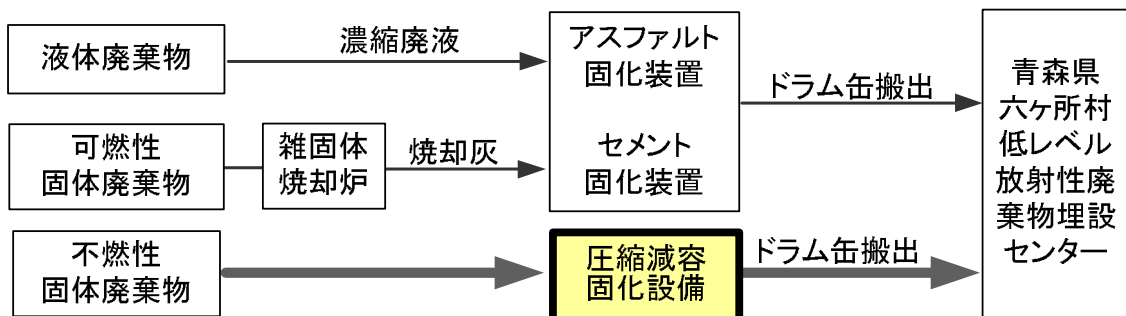 液体廃棄物
濃縮廃液
アスファルト
固化装置
ドラム缶搬出
可燃性
固体廃棄物
雑固体
焼却炉
焼却灰
セメント
固化装置
不燃性
固体廃棄物
圧縮減容
固化設備
ドラム缶搬出
青森県
六ヶ所村
低レベル
放射性廃
棄物埋設
センター